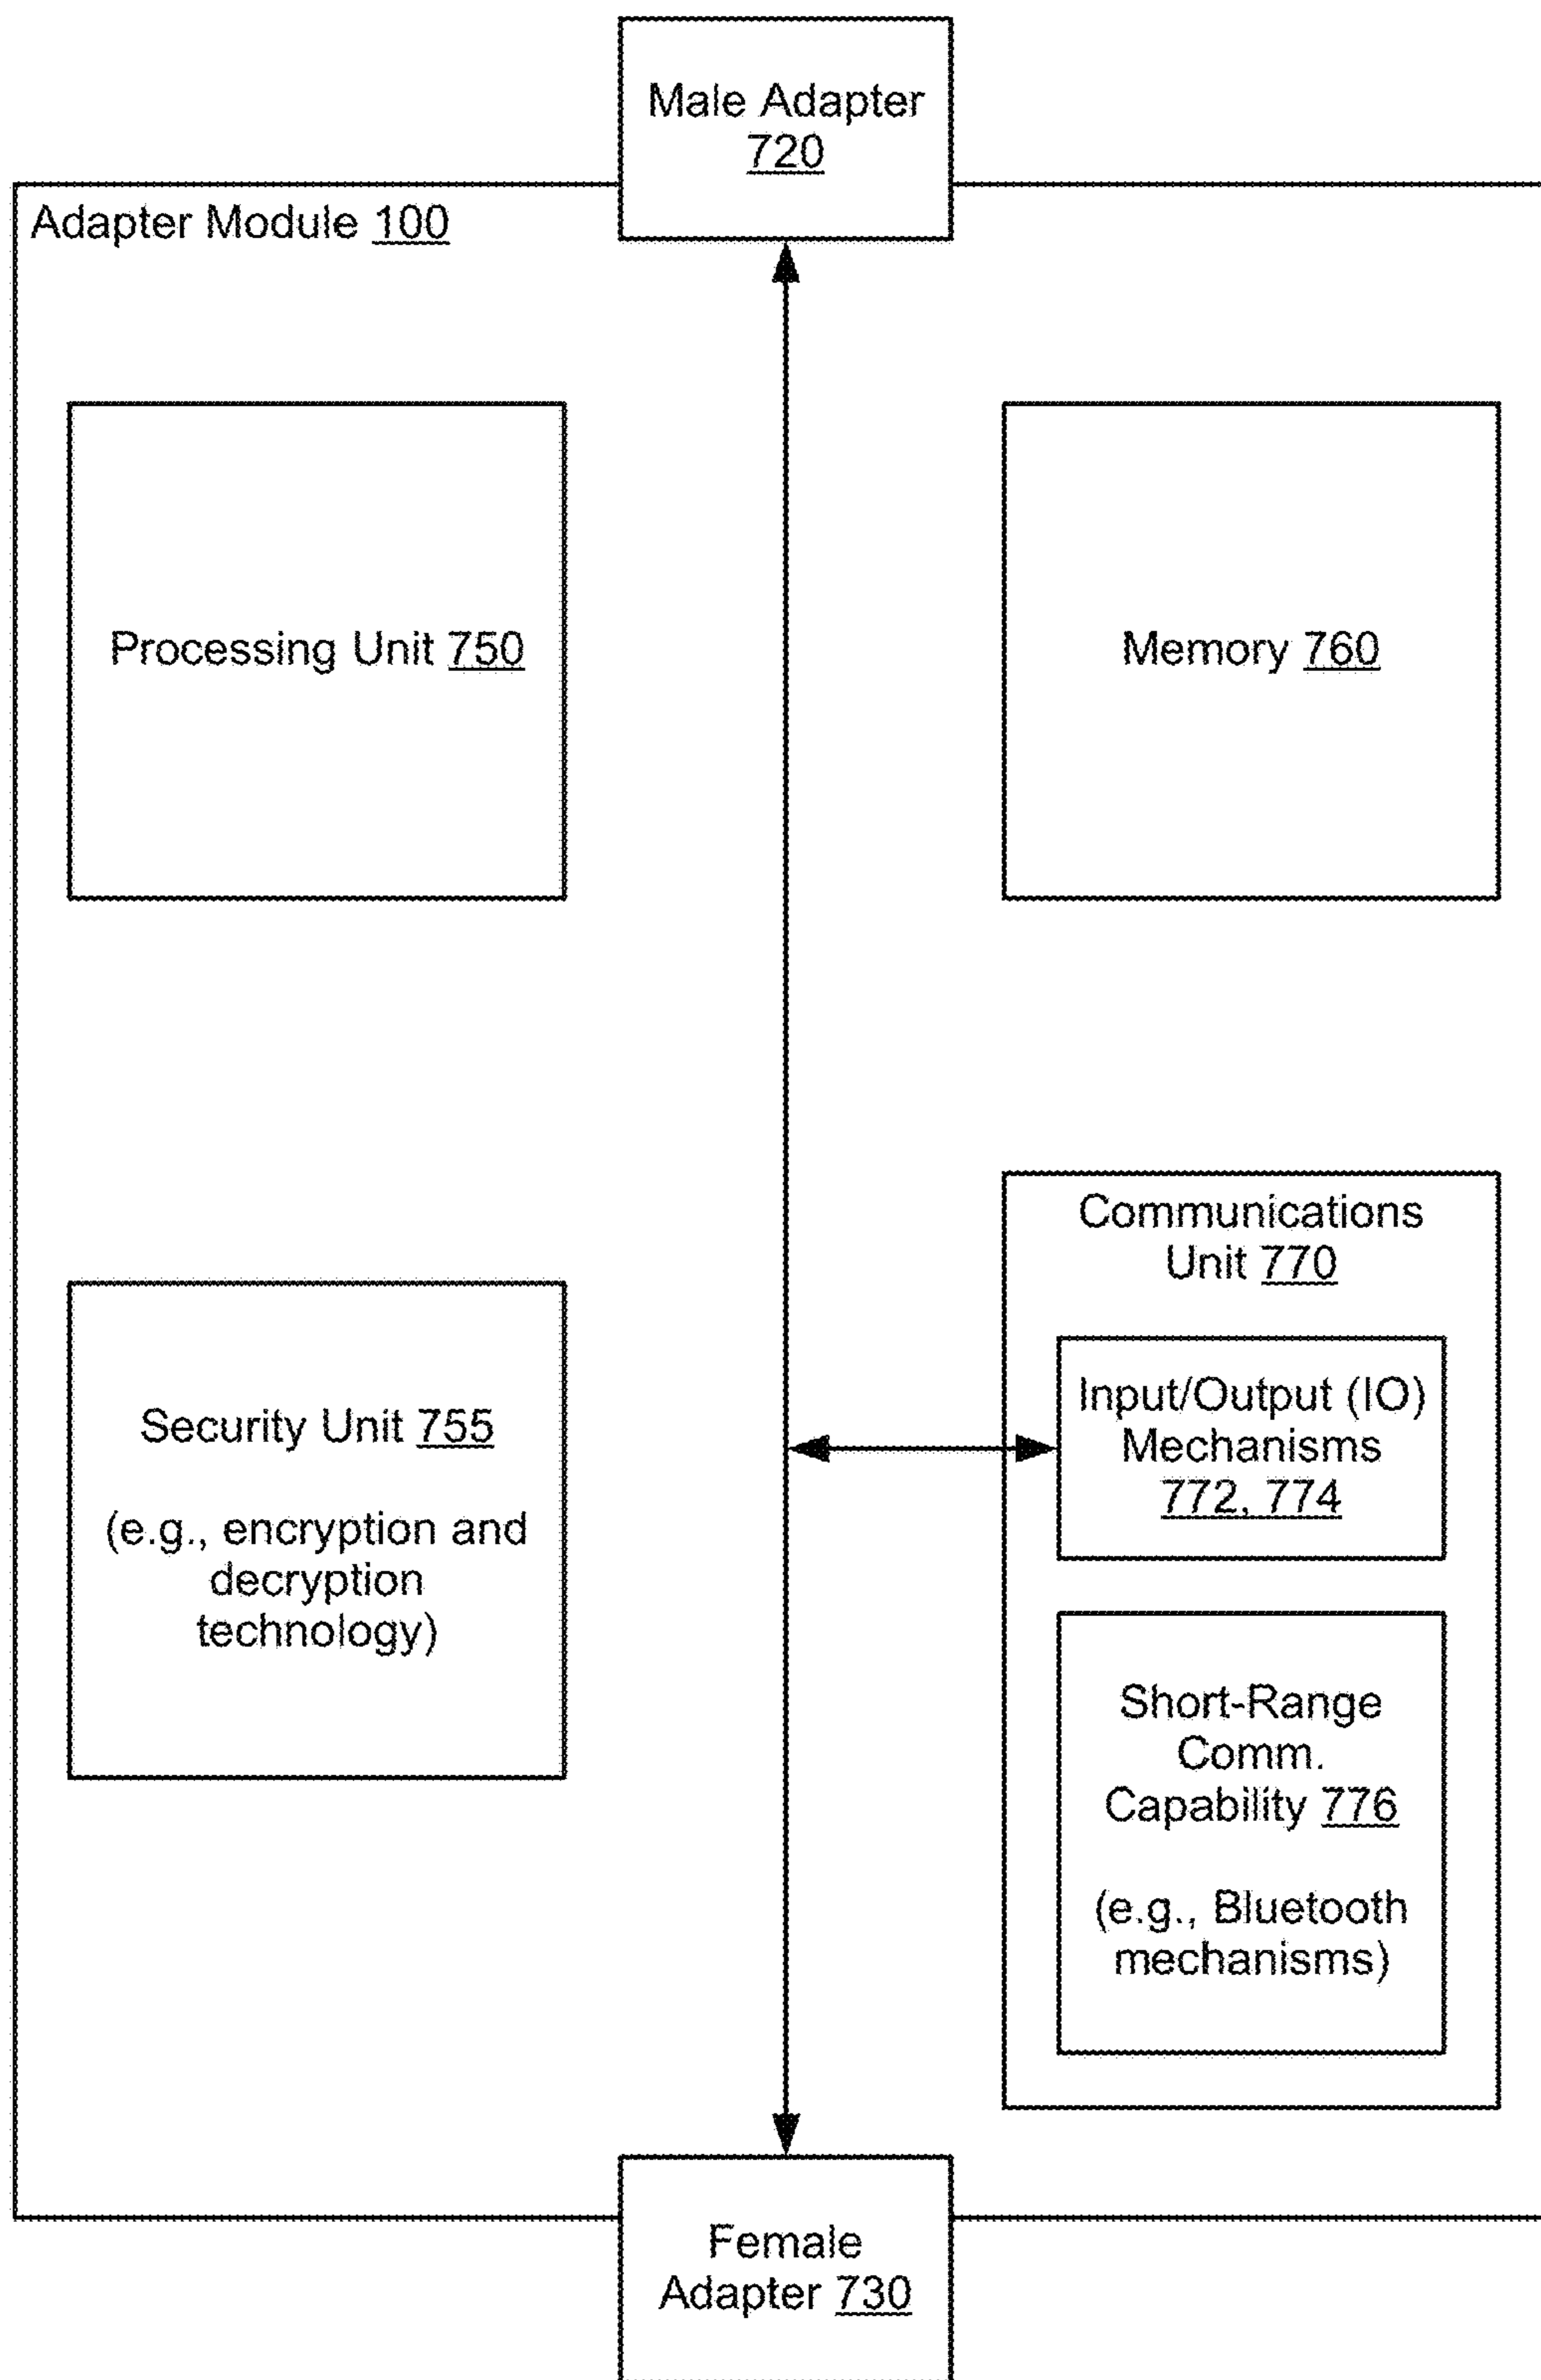 Male Adapter
720
Adapter Module 100
Processing Unit 750
Memory 760
Communications
Unit 770
Input/Output (IO)
Mechanisms
772, 774
Security Unit 755
(e.g., encryption and
decryption
technology)
Short-Range
Comm.
Capability 776
(e.g., Bluetooth
mechanisms)
Female
Adapter 730